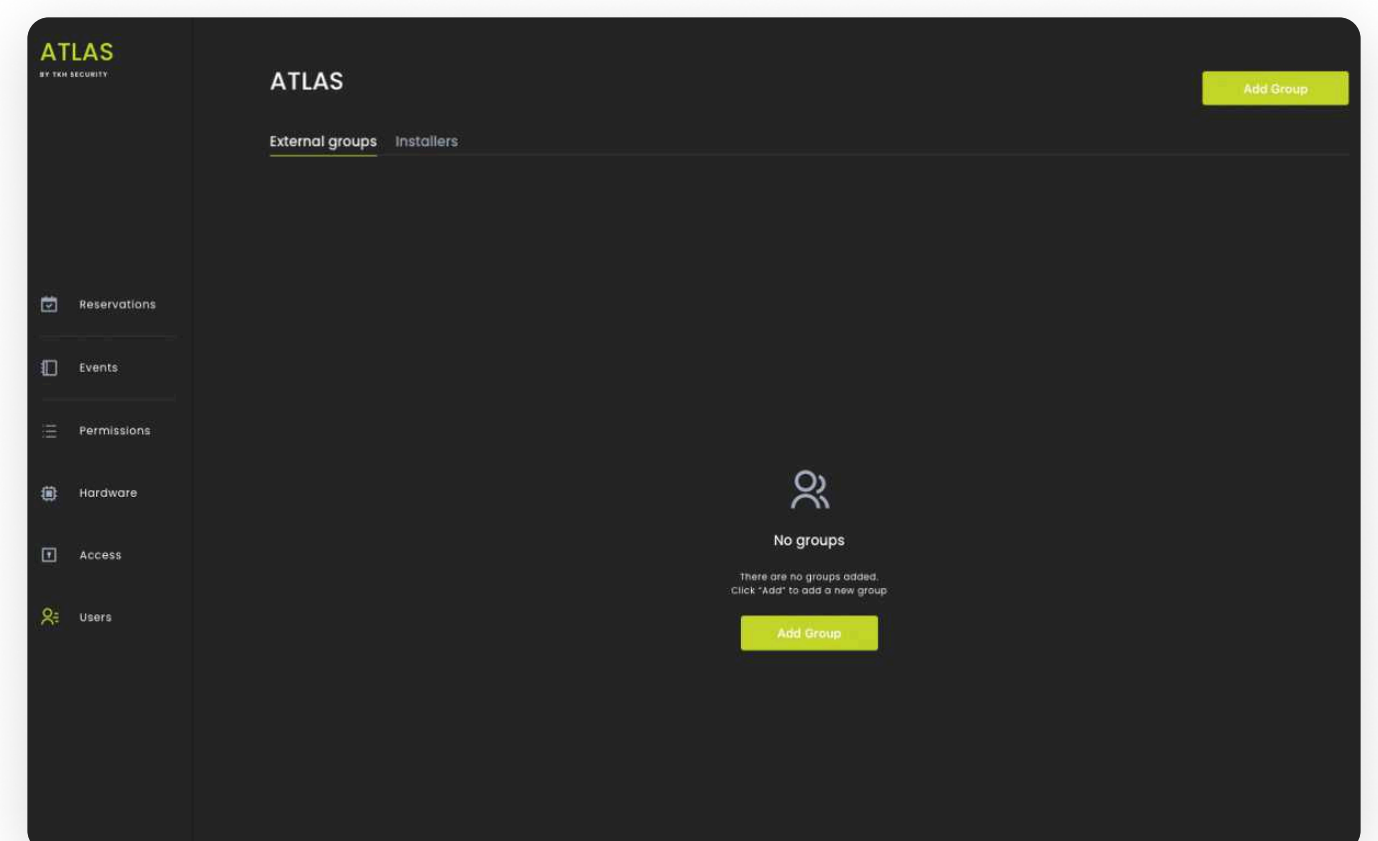 ATLAS
BY TKH SECURITY
ATLAS
Add Group
External groups Installers
Reservations
Events
Permissions
Hardware
Access
Users
No groups
There are no groups added.
Click "Add" to add a new group
Add Group